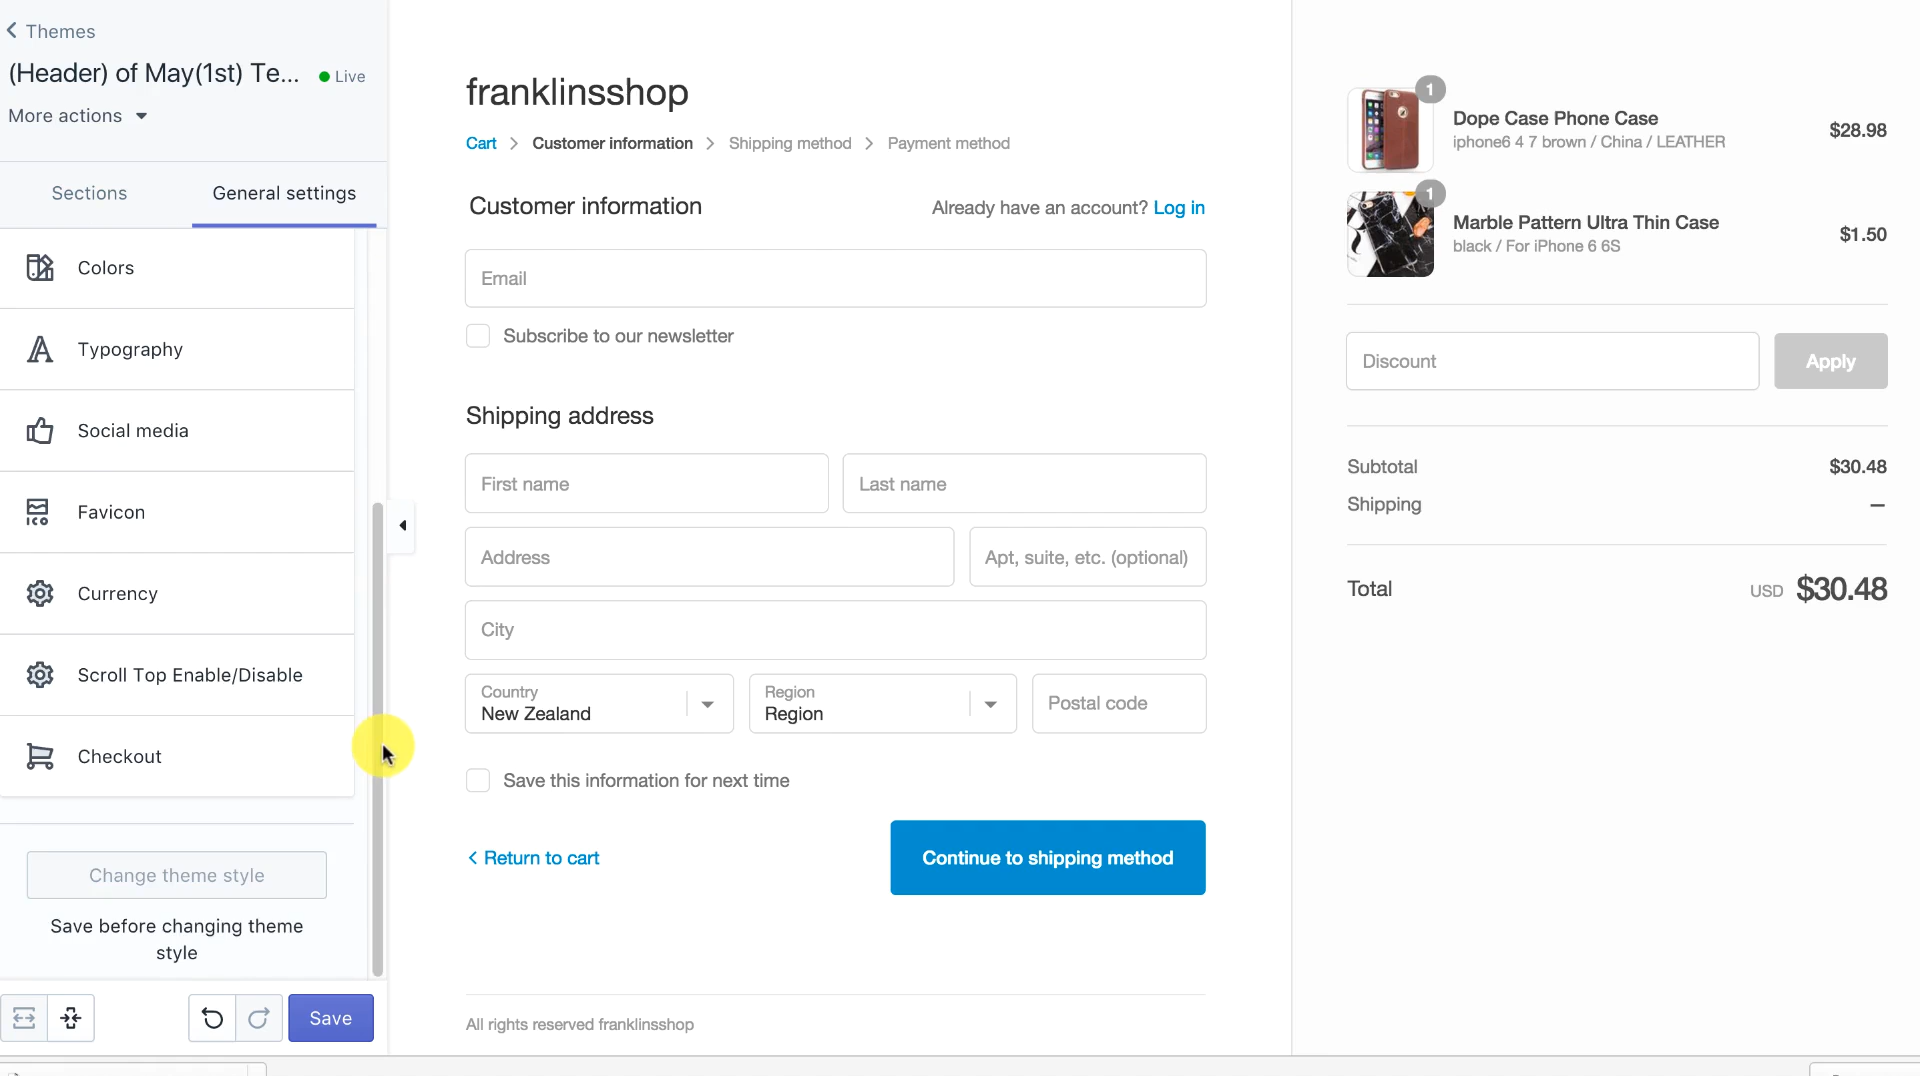 Themes
(Header) of May(1st) Te...
Live
More actions
Sections
General settings
Colors
Typography
Social media
Favicon
Currency
Scroll Top Enable/Disable
Checkout
Change theme style
Save before changing theme
style
Save
franklinsshop
Cart > Customer information > Shipping method > Payment method
Customer information
Already have an account? Log in
Email
Subscribe to our newsletter
Shipping address
First name
Last name
Address
Apt, suite, etc. (optional)
City
Country
New Zealand
Region
Region
Postal code
Save this information for next time
Return to cart
Continue to shipping method
All rights reserved franklinsshop
1
Dope Case Phone Case
iphone6 4 7 brown / China / LEATHER
$28.98
1
Marble Pattern Ultra Thin Case
black / For iPhone 6 6S
$1.50
Discount
Apply
Subtotal
$30.48
Shipping
—
Total
USD $30.48